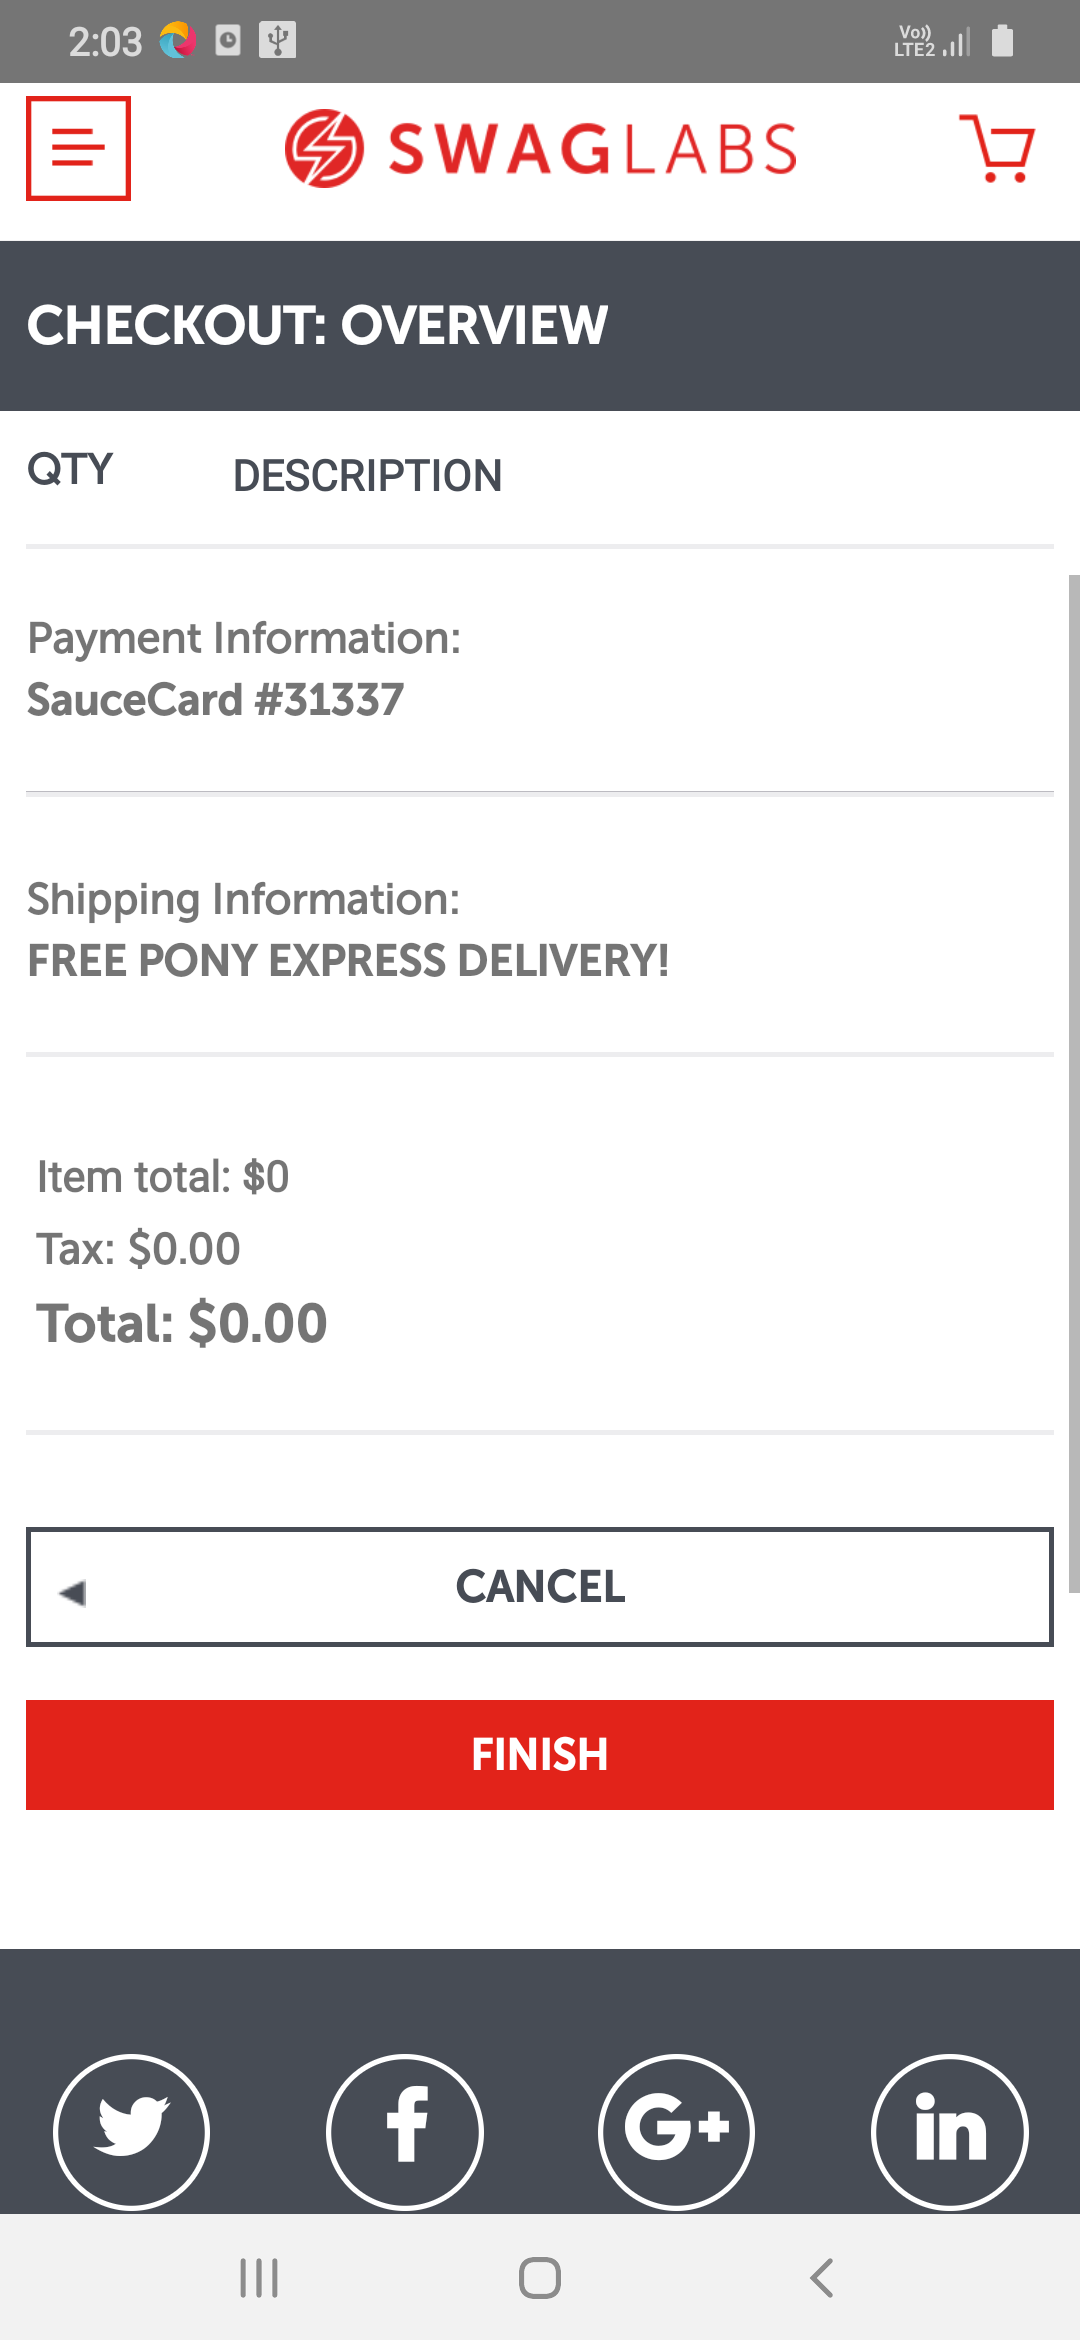 2:03
Vo))
LTE2
SWAGLABS
CHECKOUT: OVERVIEW
QTY DESCRIPTION
Payment Information:
SauceCard #31337
Shipping Information:
FREE PONY EXPRESS DELIVERY!
Item total: $0
Tax: $0.00
Total: $0.00
CANCEL
FINISH
f G+ in